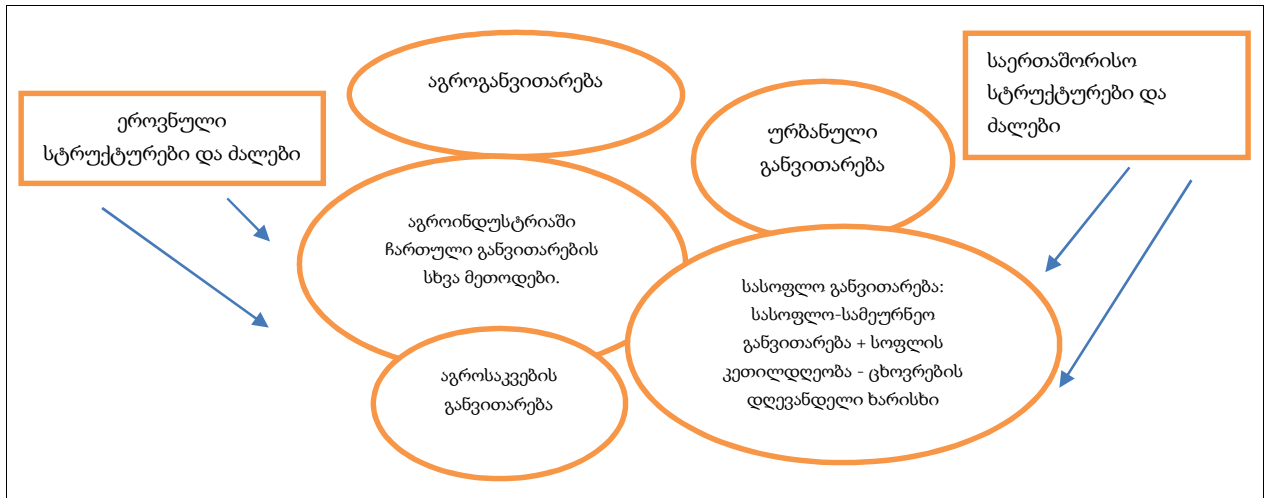 აგროგანვითარება
საერთაშორისო
სტრუქტურები და
ძალები
ეროვნული
სტრუქტურები და ძალები
ურბანული
განვითარება
აგროინდუსტრიაში
ჩართული განვითარების
სხვა მეთოდები.
სასოფლო განვითარება:
სასოფლო-სამეურნეო
განვითარება + სოფლის
კეთილდღეობა - ცხოვრების
დღევანდელი ხარისხი
აგროსაკვების
განვითარება